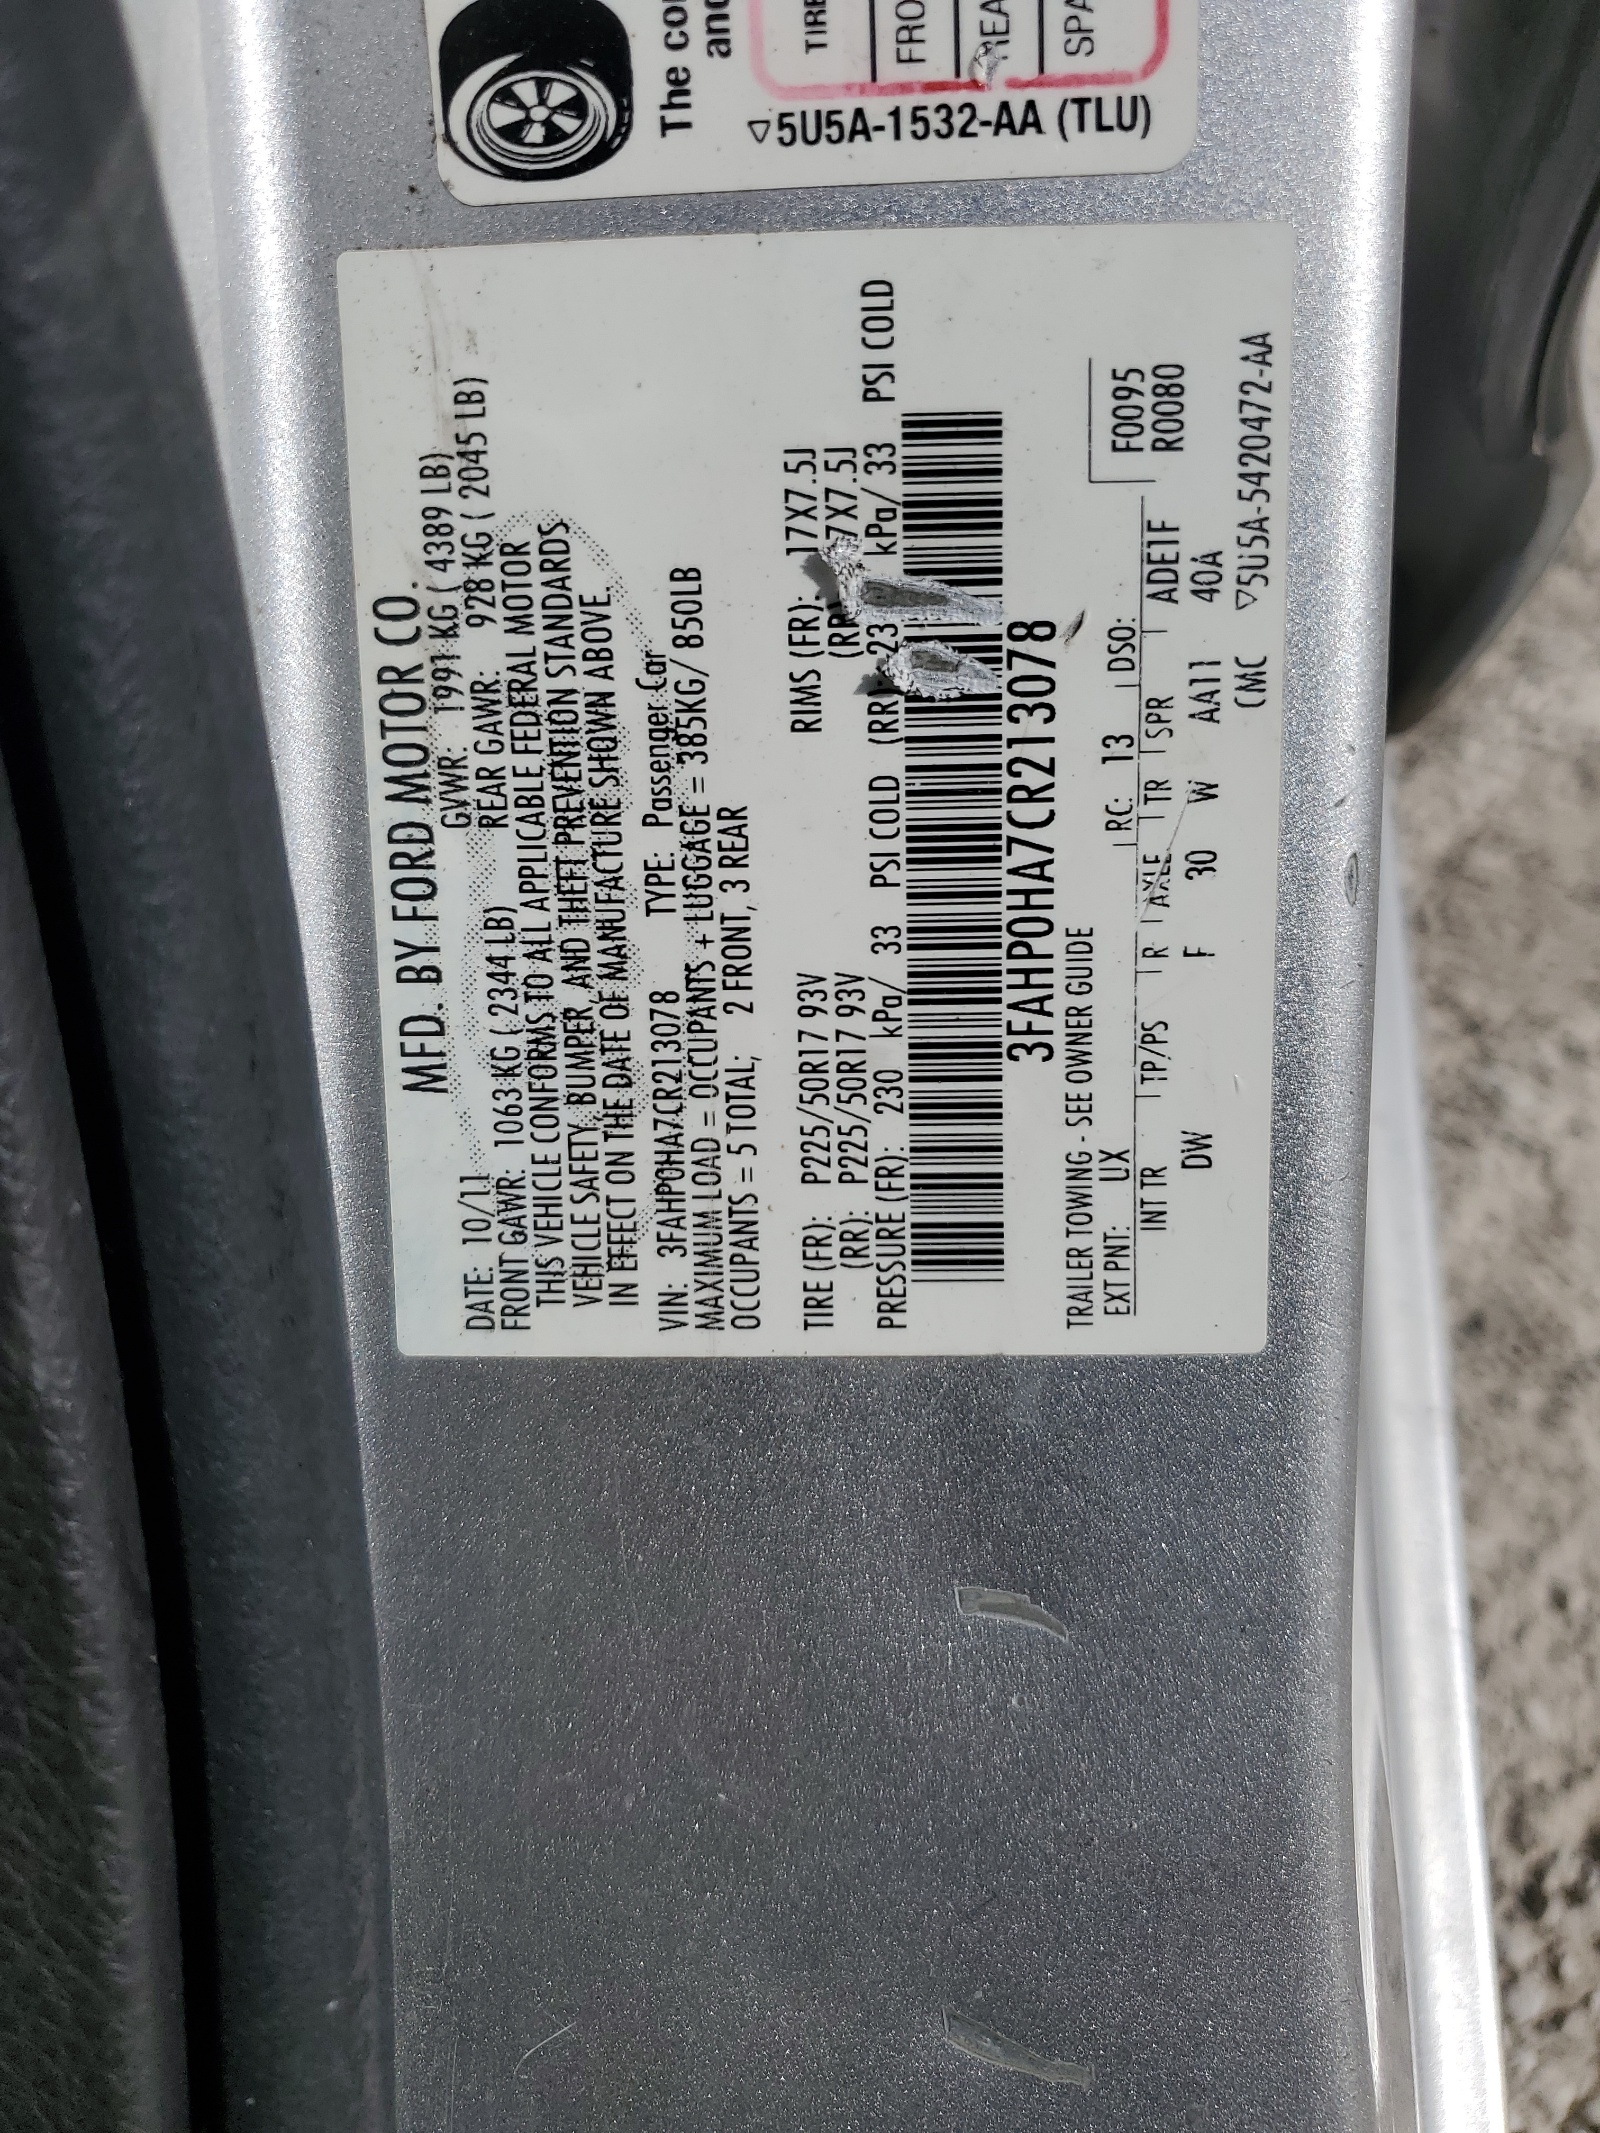 The co
and
TIRE
FRO
REA
SPA
▽5U5A-1532-AA (TLU)
MFD. BY FORD MOTOR CO.
DATE: 10/11 GVWR: 1991 KG ( 4389 LB)
FRONT GAWR: 1063 KG ( 2344 LB) REAR GAWR: 928 KG ( 2045 LB)
THIS VEHICLE CONFORMS TO ALL APPLICABLE FEDERAL MOTOR
VEHICLE SAFETY, BUMPER, AND THEFT PREVENTION STANDARDS
IN EFFECT ON THE DATE OF MANUFACTURE SHOWN ABOVE.
VIN: 3FAHP0HA7CR213078 TYPE: Passenger Car
MAXIMUM LOAD = OCCUPANTS + LUGGAGE = 385KG/ 850LB
OCCUPANTS = 5 TOTAL; 2 FRONT, 3 REAR
TIRE (FR): P225/50R17 93V RIMS (FR): 17X7.5J
(RR): P225/50R17 93V 7X7.5J
PRESSURE (FR): 230 kPa/ 33 PSI COLD (RR): 23 kPa/ 33 PSI COLD
3FAHP0HA7CR213078
TRAILER TOWING - SEE OWNER GUIDE
EXT PNT: UX RC: 13 DSO:
F0095
R0080
INT TR TP/PS R AXLE TR SPR ADE1F
DW F 30 W AA11 40A
CMC ▽5U5A-5420472-AA